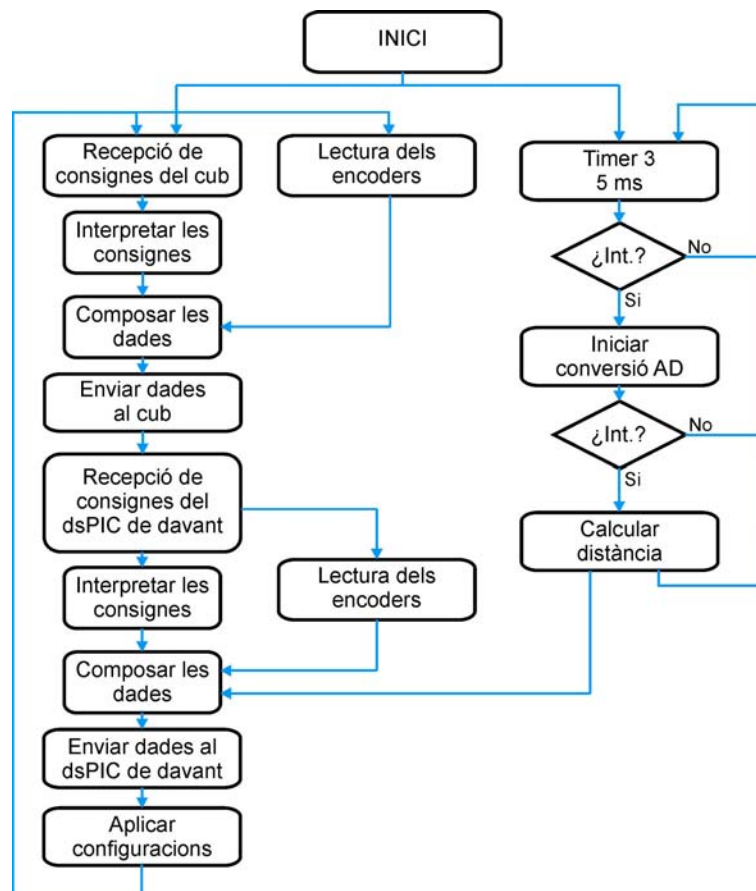 INICI
Recepció de
consignes del cub
Lectura dels
encoders
Timer 3
5 ms
Interpretar les
consignes
¿Int.?
No
Si
Composar les
dades
Iniciar
conversió AD
Enviar dades
al cub
¿Int.?
No
Si
Recepció de
consignes del
dsPIC de davant
Calcular
distància
Interpretar les
consignes
Lectura dels
encoders
Composar les
dades
Enviar dades al
dsPIC de davant
Aplicar
configuracions